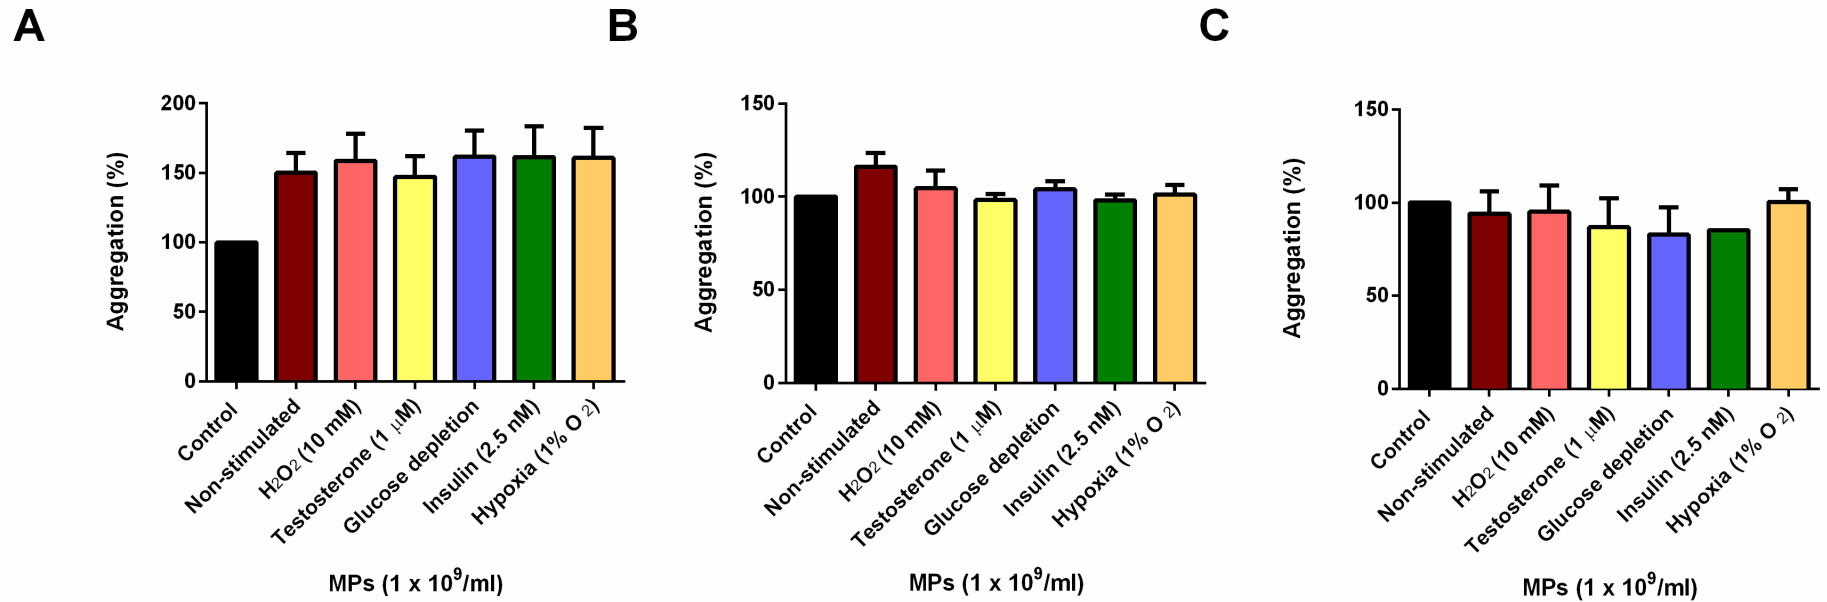 A
Aggregation (%)
200
150
100
50
0
Control
Non-stimulated
H2O2 (10 mM)
Testosterone (1 μM)
Glucose depletion
Insulin (2.5 nM)
Hypoxia (1% O 2)
MPs (1 x 10⁹/ml)
B
Aggregation (%)
150
100
50
0
Control
Non-stimulated
H2O2 (10 mM)
Testosterone (1 μM)
Glucose depletion
Insulin (2.5 nM)
Hypoxia (1% O 2)
MPs (1 x 10⁹/ml)
C
Aggregation (%)
150
100
50
0
Control
Non-stimulated
H2O2 (10 mM)
Testosterone (1 μM)
Glucose depletion
Insulin (2.5 nM)
Hypoxia (1% O 2)
MPs (1 x 10⁹/ml)